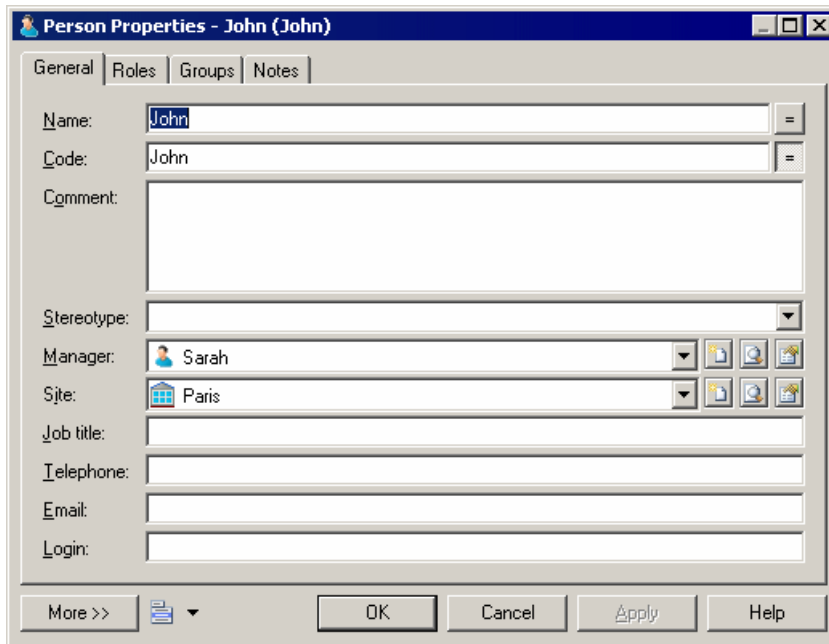 Person Properties - John (John)
General Roles Groups Notes
Name: John =
Code: John =
Comment:
Stereotype:
Manager: Sarah
Site: Paris
Job title:
Telephone:
Email:
Login:
More >> OK Cancel Apply Help